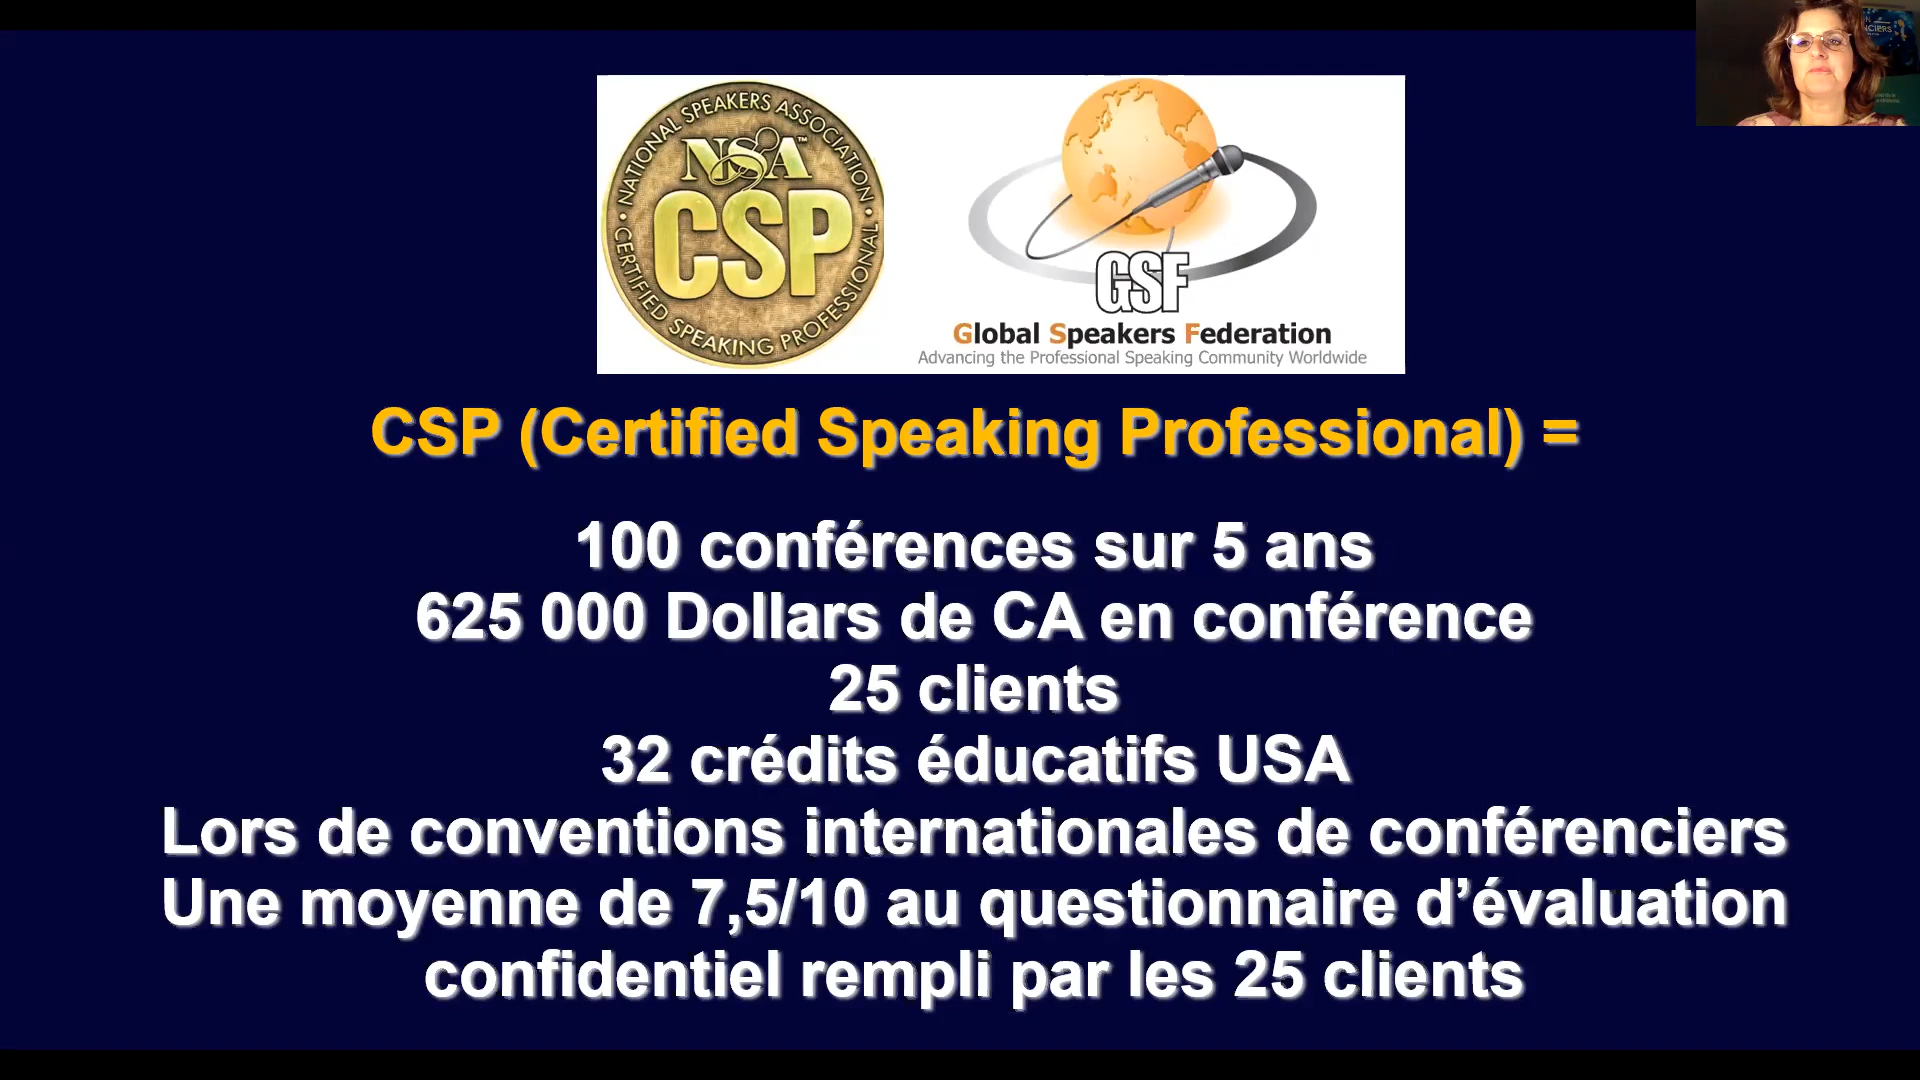 NATIONAL SPEAKERS ASSOCIATION
NSA™
CSP
CERTIFIED SPEAKING PROFESSIONAL
GSF
Global Speakers Federation
Advancing the Professional Speaking Community Worldwide
CSP (Certified Speaking Professional) =
100 conférences sur 5 ans
625 000 Dollars de CA en conférence
25 clients
32 crédits éducatifs USA
Lors de conventions internationales de conférenciers
Une moyenne de 7,5/10 au questionnaire d’évaluation
confidentiel rempli par les 25 clients